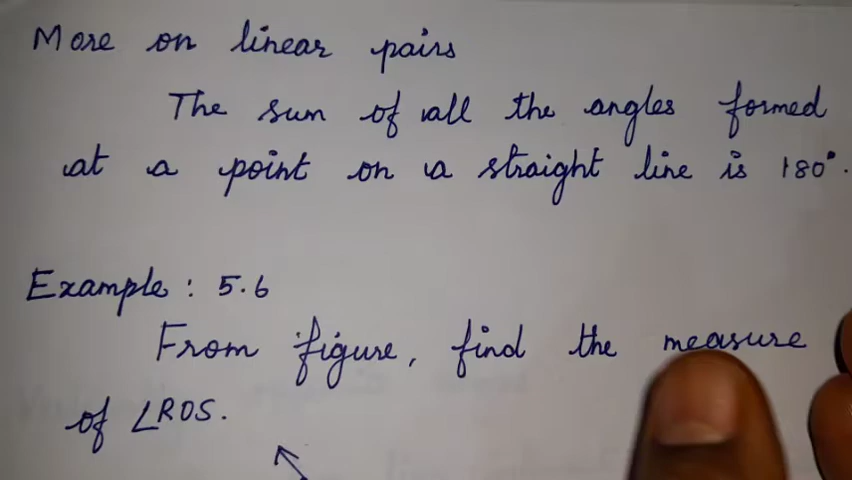 More on linear pairs
The sum of all the angles formed
at a point on a straight line is 180°.
Example : 5.6
From figure, find the measure
of ∠ROS.